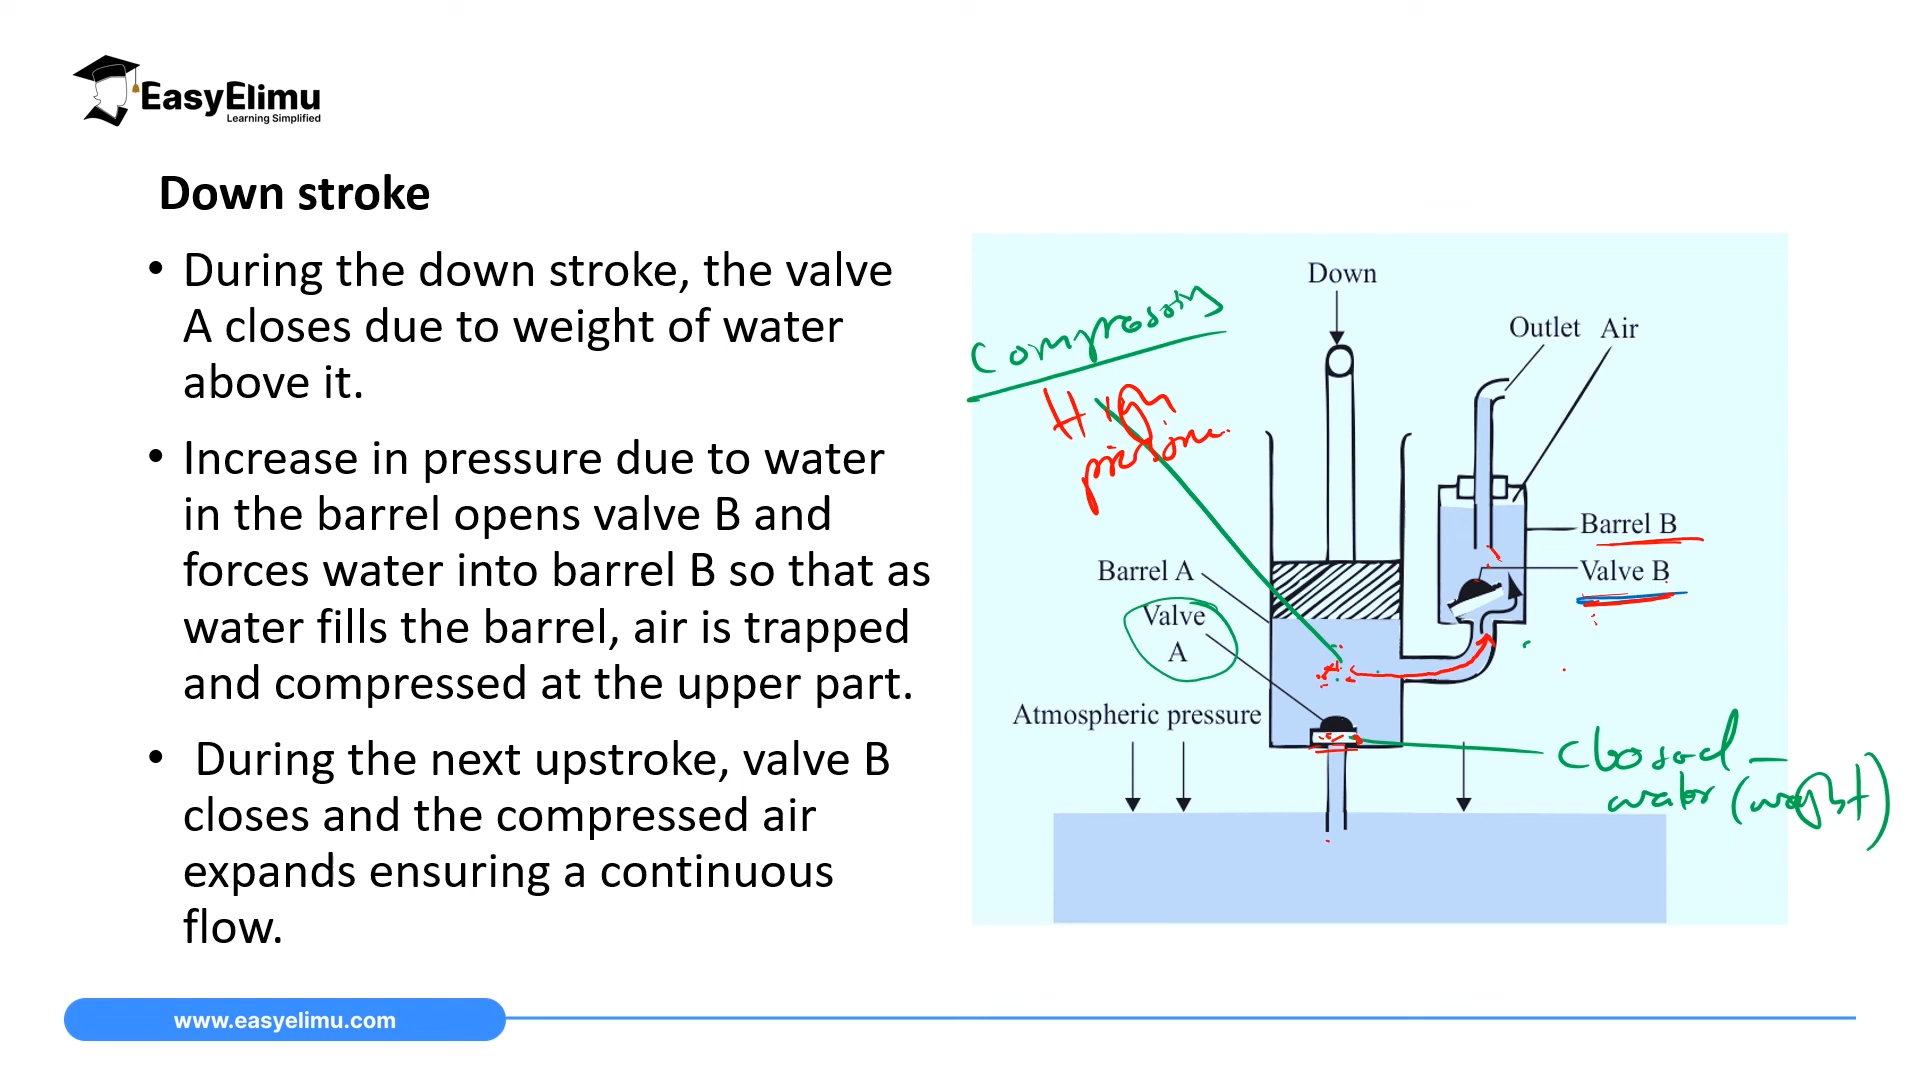 EasyElimu
Learning Simplified
Down stroke
• During the down stroke, the valve
A closes due to weight of water
above it.
• Increase in pressure due to water
in the barrel opens valve B and
forces water into barrel B so that as
water fills the barrel, air is trapped
and compressed at the upper part.
• During the next upstroke, valve B
closes and the compressed air
expands ensuring a continuous
flow.
Down
Outlet Air
High
Barrel B
Barrel A
Valve B
Valve
A
Atmospheric pressure
water (weight)
www.easyelimu.com